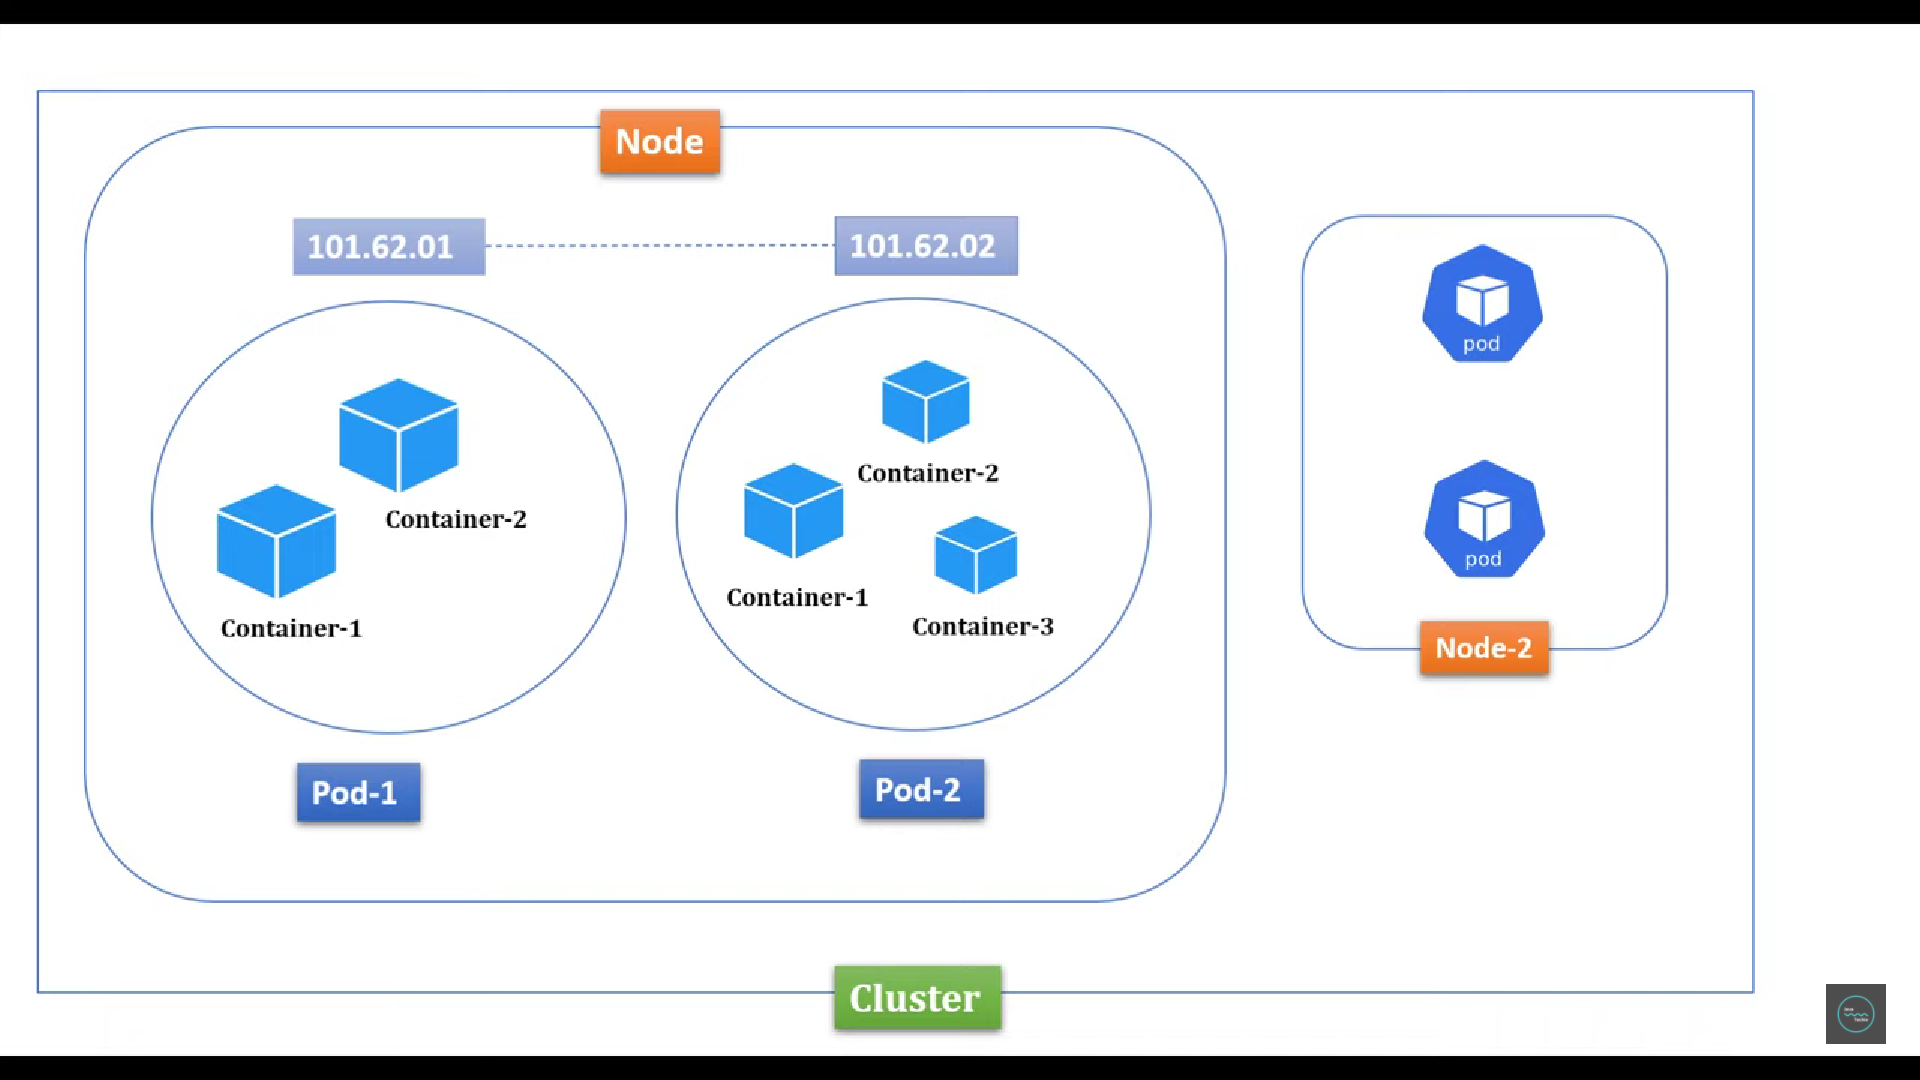 Node
101.62.01
101.62.02
pod
Container-2
Container-2
pod
Container-1
Container-1
Container-3
Node-2
Pod-1
Pod-2
Cluster